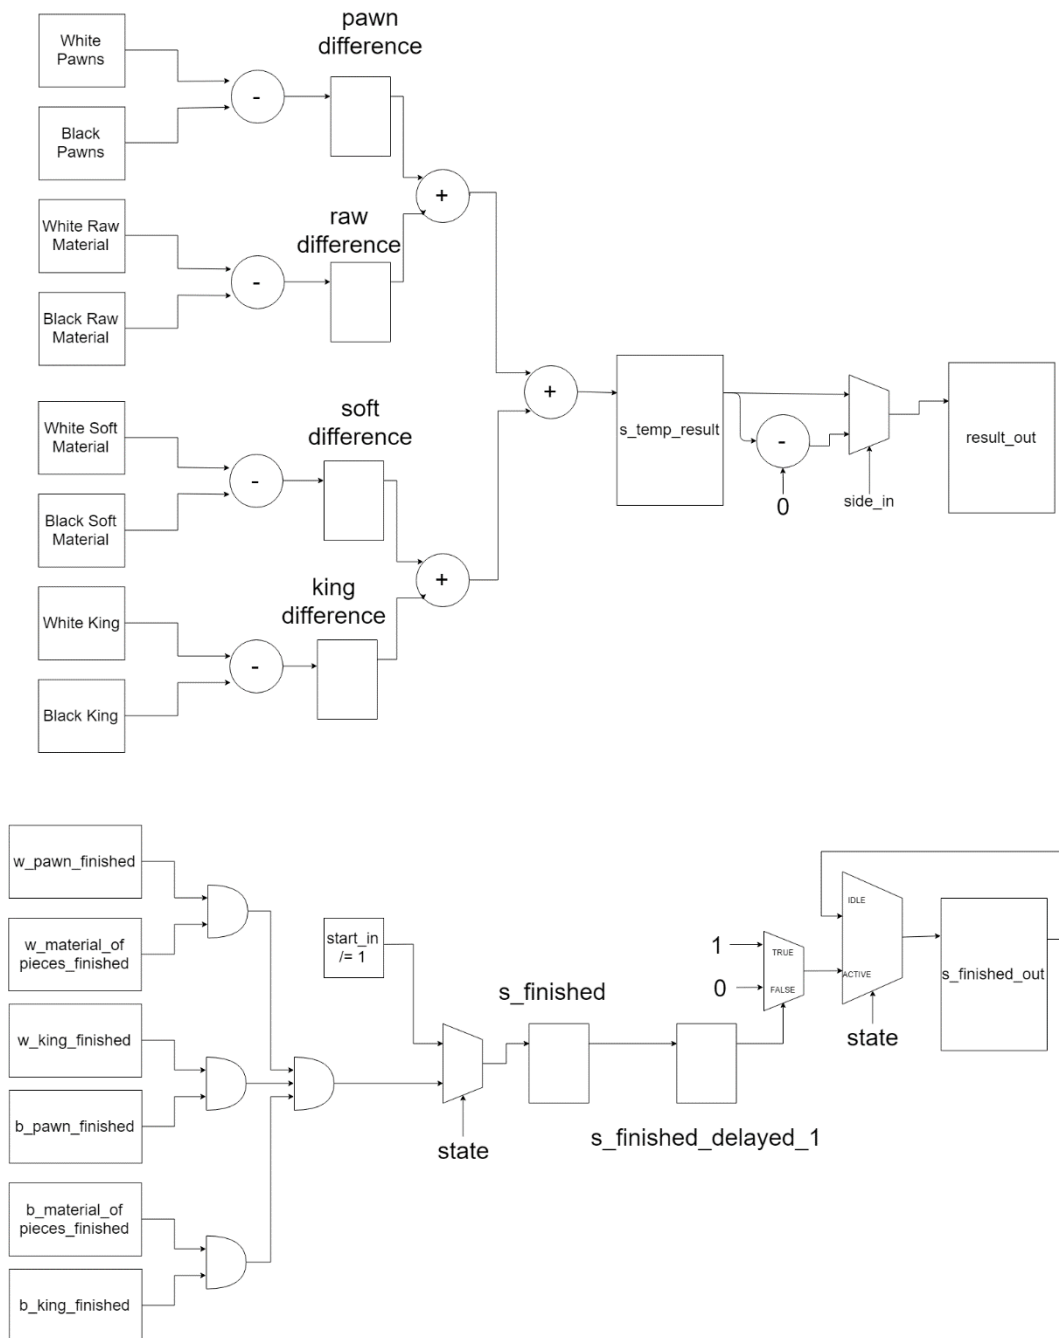 White
Pawns
pawn
difference
-
Black
Pawns
White Raw
Material
raw
difference
+
-
Black Raw
Material
White Soft
Material
soft
difference
-
Black Soft
Material
+
s_temp_result
-
0
side_in
result_out
White King
king
difference
+
-
Black King
w_pawn_finished
w_material_of
pieces_finished
w_king_finished
b_pawn_finished
b_material_of
pieces_finished
b_king_finished
start_in
/= 1
state
s_finished
s_finished_delayed_1
1
TRUE
0
FALSE
IDLE
ACTIVE
state
s_finished_out